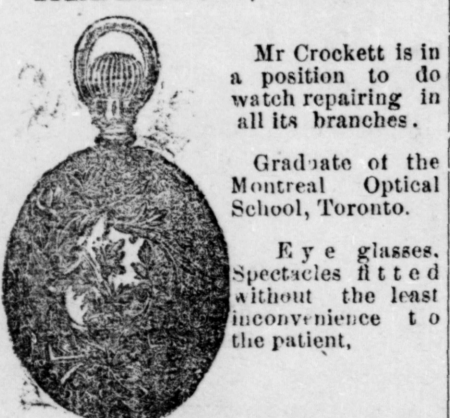 Mr Crockett is in
a position to do
watch repairing in
all its branches.
Graduate of the
Montreal Optical
School, Toronto.
Eye glasses.
Spectacles fitted
without the least
inconvenience to
the patient,